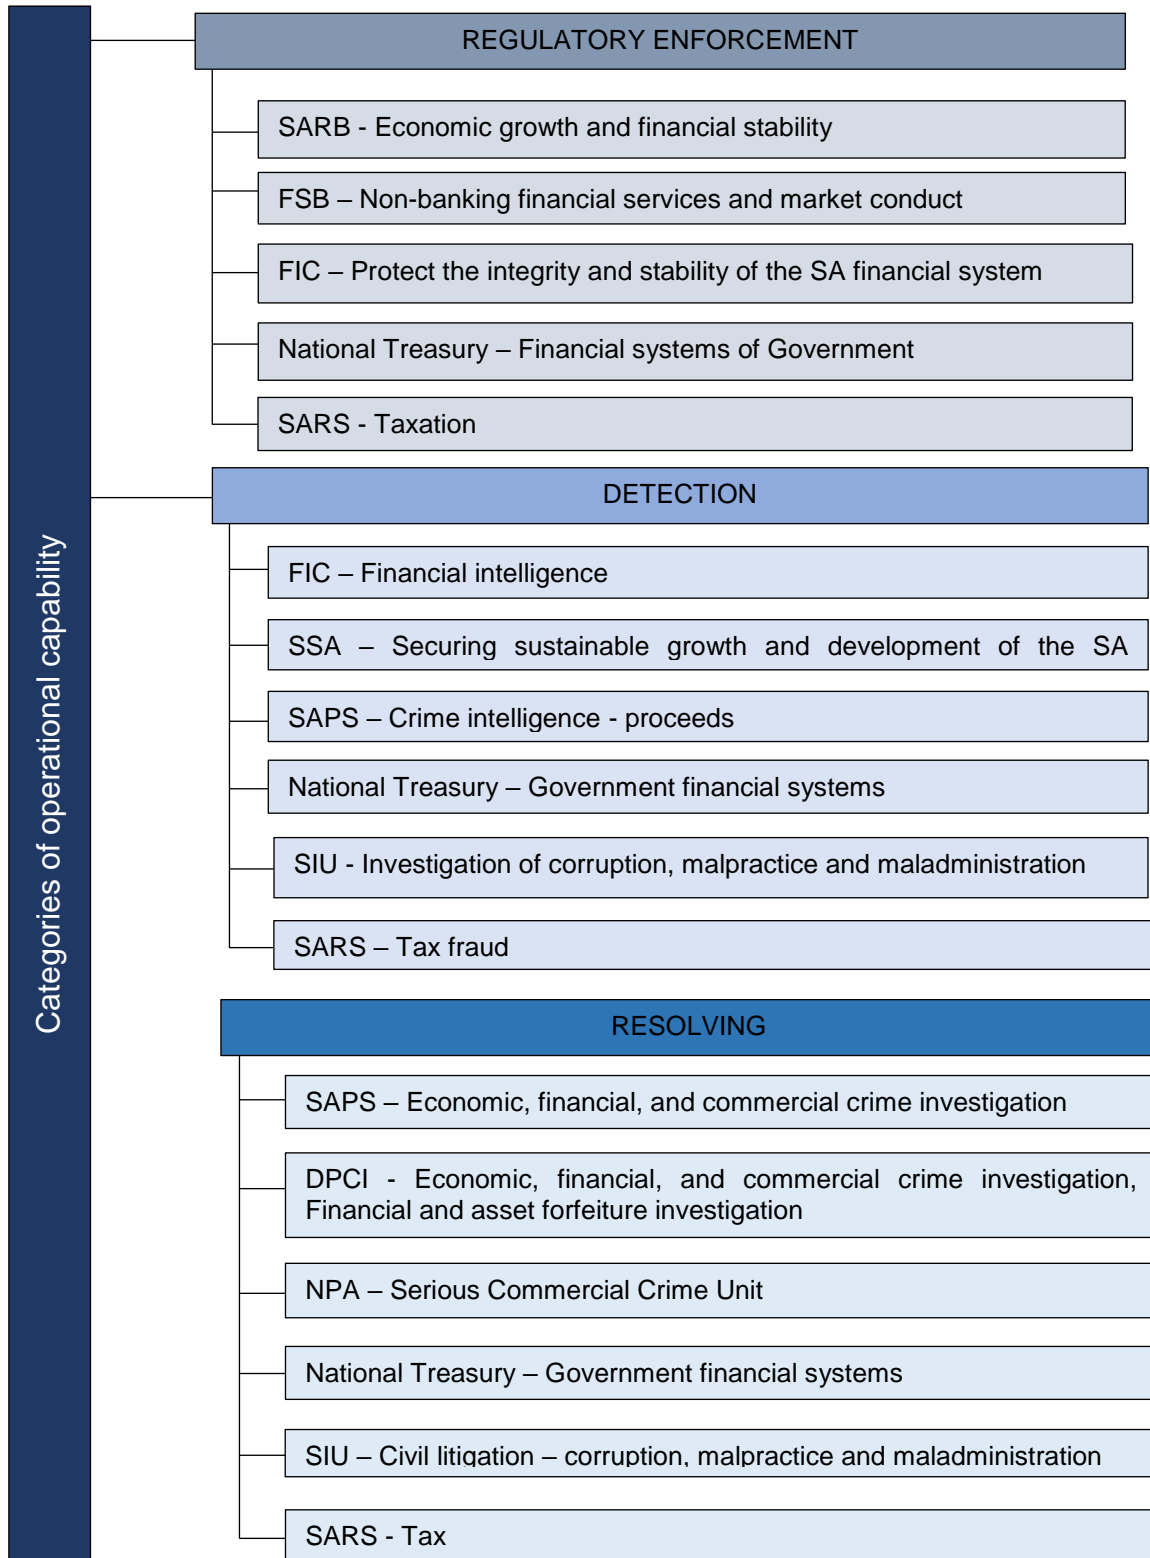 Categories of operational capability
REGULATORY ENFORCEMENT
SARB - Economic growth and financial stability
FSB – Non-banking financial services and market conduct
FIC – Protect the integrity and stability of the SA financial system
National Treasury – Financial systems of Government
SARS - Taxation
DETECTION
FIC – Financial intelligence
SSA – Securing sustainable growth and development of the SA
SAPS – Crime intelligence - proceeds
National Treasury – Government financial systems
SIU - Investigation of corruption, malpractice and maladministration
SARS – Tax fraud
RESOLVING
SAPS – Economic, financial, and commercial crime investigation
DPCI - Economic, financial, and commercial crime investigation,
Financial and asset forfeiture investigation
NPA – Serious Commercial Crime Unit
National Treasury – Government financial systems
SIU – Civil litigation – corruption, malpractice and maladministration
SARS - Tax